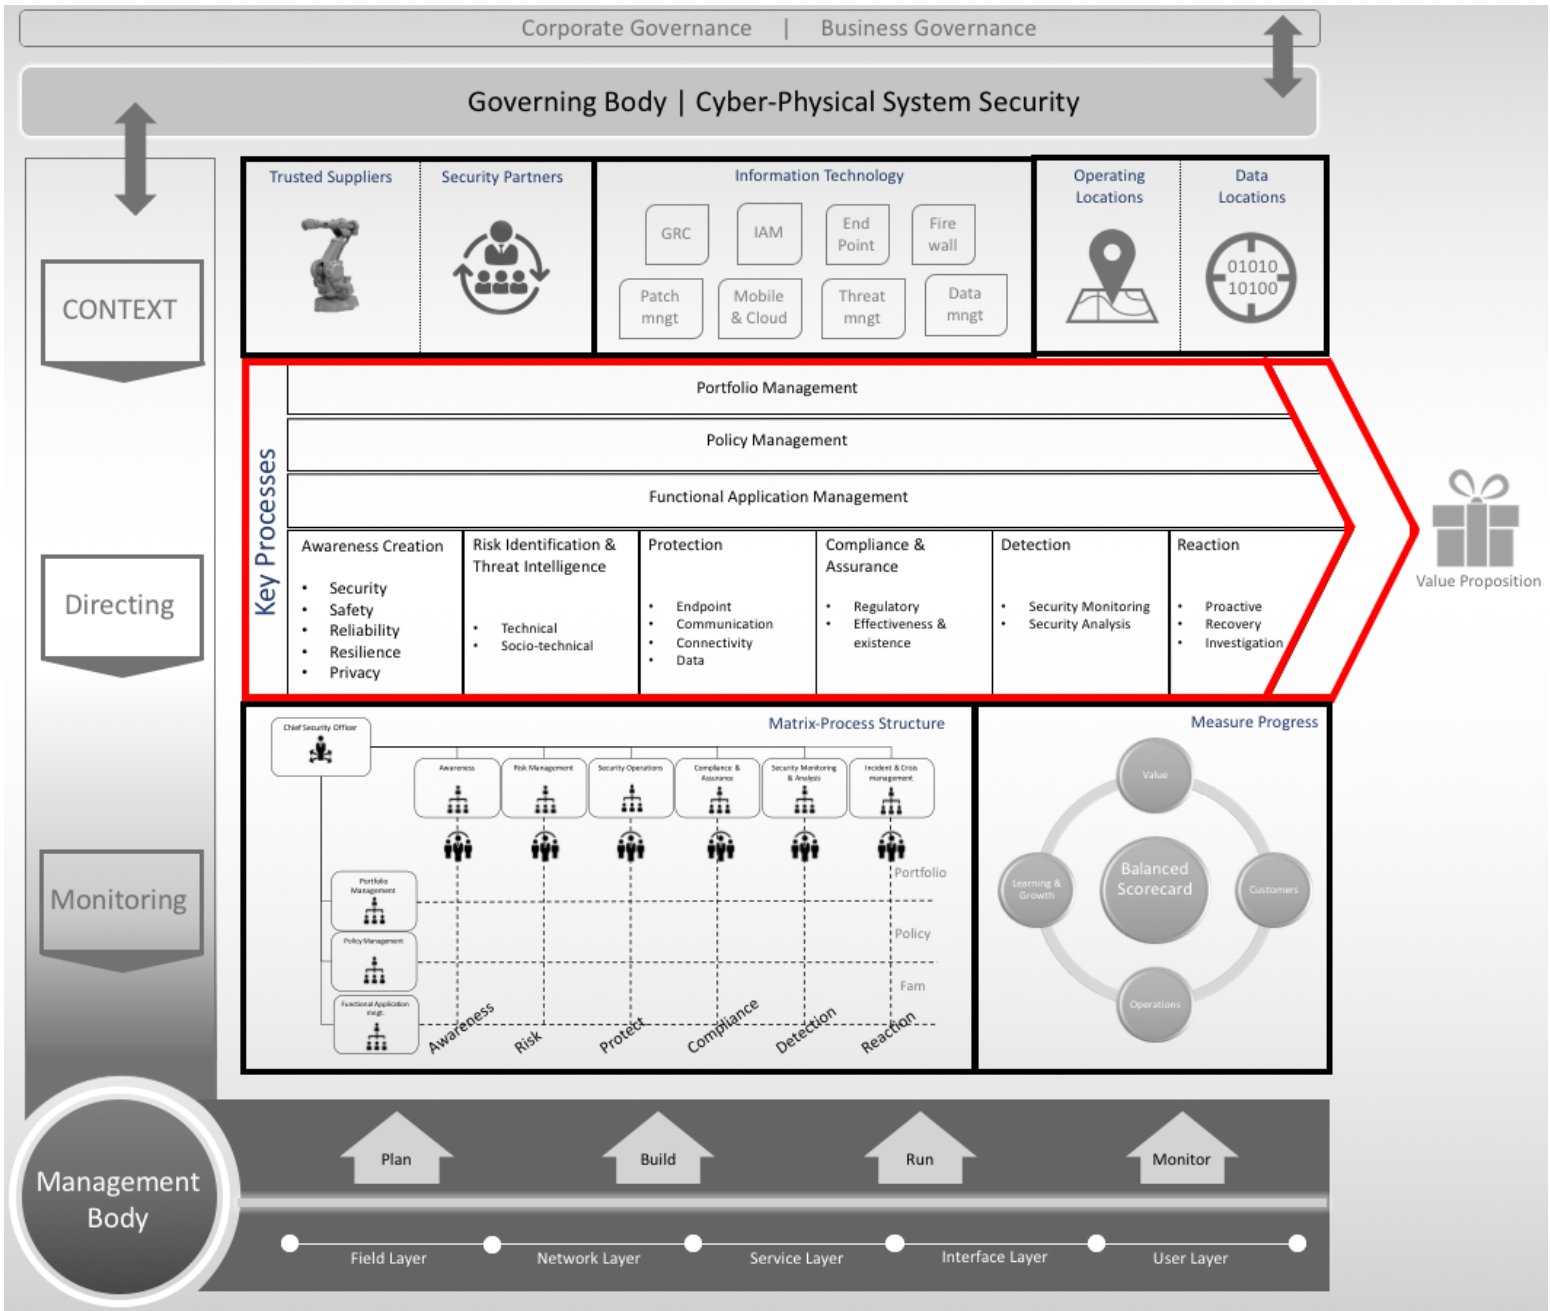 Corporate Governance | Business Governance
Governing Body | Cyber-Physical System Security
CONTEXT
Directing
Monitoring
Trusted Suppliers
Security Partners
Information Technology
GRC
IAM
End
Point
Fire
wall
Patch
mngt
Mobile
& Cloud
Threat
mngt
Data
mngt
Operating
Locations
Data
Locations
01010
10100
Key Processes
Portfolio Management
Policy Management
Functional Application Management
Awareness Creation
• Security
• Safety
• Reliability
• Resilience
• Privacy
Risk Identification &
Threat Intelligence
• Technical
• Socio-technical
Protection
• Endpoint
• Communication
• Connectivity
• Data
Compliance &
Assurance
• Regulatory
• Effectiveness &
existence
Detection
• Security Monitoring
• Security Analysis
Reaction
• Proactive
• Recovery
• Investigation
Value Proposition
Matrix-Process Structure
Chief Security Officer
Awareness
Risk Management
Security Operations
Compliance &
Assurance
Security Monitoring
& Analysis
Incident & Crisis
management
Portfolio
Management
Policy Management
Functional Application
mngt.
Portfolio
Policy
Fam
Awareness
Risk
Protect
Compliance
Detection
Reaction
Measure Progress
Value
Learning &
Growth
Balanced
Scorecard
Customers
Operations
Management
Body
Plan
Build
Run
Monitor
Field Layer
Network Layer
Service Layer
Interface Layer
User Layer